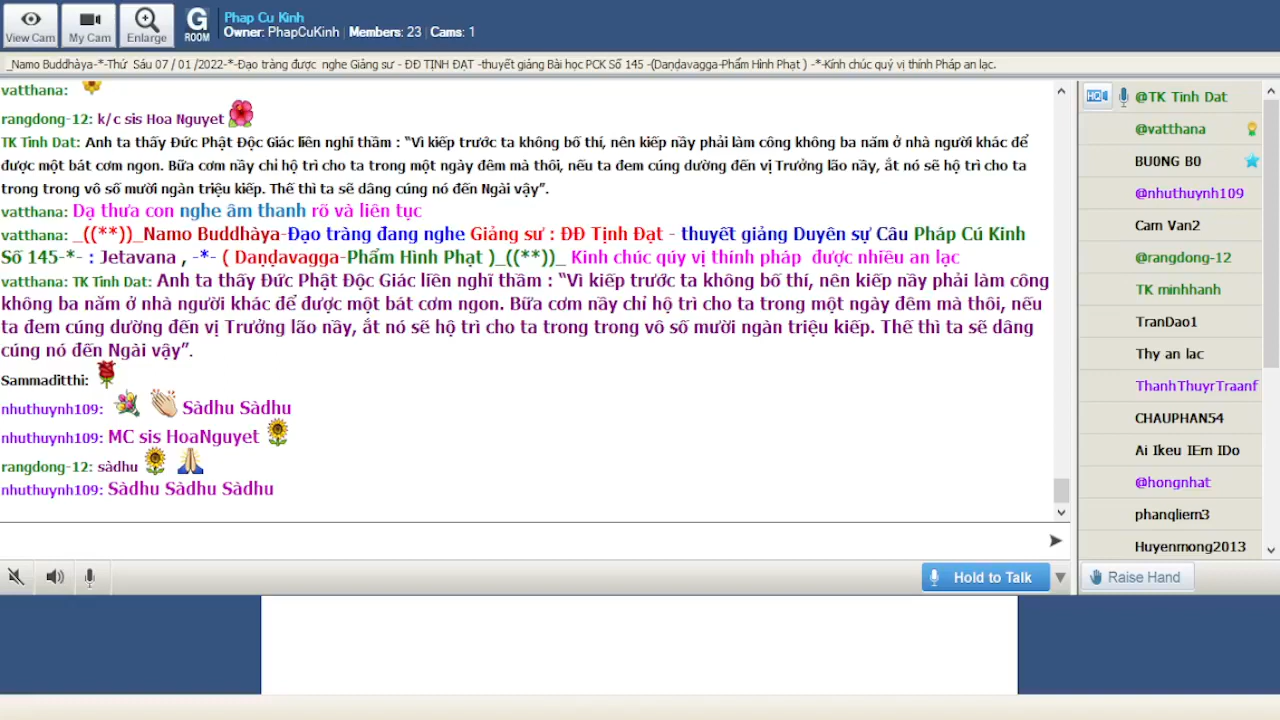 View Cam
My Cam
Enlarge
G
ROOM
Phap Cu Kinh
Owner: PhapCuKinh | Members: 23 | Cams: 1
_Namo Buddhàya-*-Thứ Sáu 07 / 01 /2022-*-Đạo tràng được nghe Giảng sư - ĐĐ TỊNH ĐẠT -thuyết giảng Bài học PCK Số 145 -(Daṇḍavagga-Phẩm Hình Phạt ) -*-Kính chúc quý vị thính Pháp an lạc.
vatthana:
rangdong-12: k/c sis Hoa Nguyet
TK Tinh Dat: Anh ta thấy Đức Phật Độc Giác liền nghĩ thầm : “Vì kiếp trước ta không bố thí, nên kiếp nầy phải làm công không ba năm ở nhà người khác để
được một bát cơm ngon. Bữa cơm nầy chỉ hộ trì cho ta trong một ngày đêm mà thôi, nếu ta đem cúng dường đến vị Trưởng lão nầy, ắt nó sẽ hộ trì cho ta
trong trong vô số mười ngàn triệu kiếp. Thế thì ta sẽ dâng cúng nó đến Ngài vậy”.
vatthana: Dạ thưa con nghe âm thanh rõ và liên tục
vatthana: _((**))_Namo Buddhàya-Đạo tràng đang nghe Giảng sư : ĐĐ Tịnh Đạt - thuyết giảng Duyên sự Câu Pháp Cú Kinh
Số 145-*- : Jetavana , -*- ( Daṇḍavagga-Phẩm Hình Phạt )_((**))_ Kính chúc qúy vị thính pháp được nhiều an lạc
vatthana: TK Tinh Dat: Anh ta thấy Đức Phật Độc Giác liền nghĩ thầm : “Vì kiếp trước ta không bố thí, nên kiếp nầy phải làm công
không ba năm ở nhà người khác để được một bát cơm ngon. Bữa cơm nầy chỉ hộ trì cho ta trong một ngày đêm mà thôi, nếu
ta đem cúng dường đến vị Trưởng lão nầy, ắt nó sẽ hộ trì cho ta trong trong vô số mười ngàn triệu kiếp. Thế thì ta sẽ dâng
cúng nó đến Ngài vậy”.
Sammaditthi:
nhuthuynh109: Sàdhu Sàdhu
nhuthuynh109: MC sis HoaNguyet
rangdong-12: sàdhu
nhuthuynh109: Sàdhu Sàdhu Sàdhu
Hold to Talk
HQ
@TK Tinh Dat
@vatthana
BU0NG B0
@nhuthuynh109
Cam Van2
@rangdong-12
TK minhhanh
TranDao1
Thy an lac
ThanhThuyrTraanf
CHAUPHAN54
Ai Ikeu IEm IDo
@hongnhat
phanqliem3
Huyenmong2013
Raise Hand